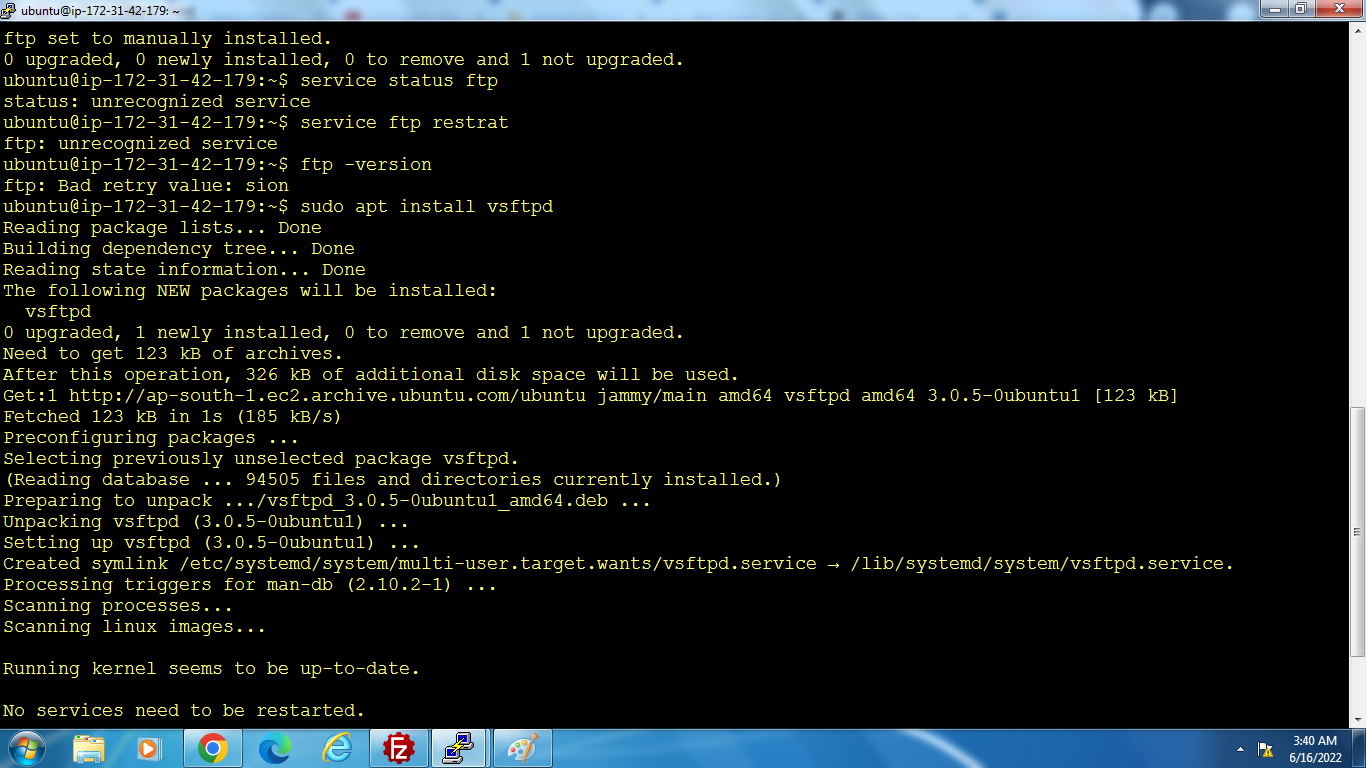 ubuntu@ip-172-31-42-179: ~
ftp set to manually installed.
0 upgraded, 0 newly installed, 0 to remove and 1 not upgraded.
ubuntu@ip-172-31-42-179:~$ service status ftp
status: unrecognized service
ubuntu@ip-172-31-42-179:~$ service ftp restrat
ftp: unrecognized service
ubuntu@ip-172-31-42-179:~$ ftp -version
ftp: Bad retry value: sion
ubuntu@ip-172-31-42-179:~$ sudo apt install vsftpd
Reading package lists... Done
Building dependency tree... Done
Reading state information... Done
The following NEW packages will be installed:
  vsftpd
0 upgraded, 1 newly installed, 0 to remove and 1 not upgraded.
Need to get 123 kB of archives.
After this operation, 326 kB of additional disk space will be used.
Get:1 http://ap-south-1.ec2.archive.ubuntu.com/ubuntu jammy/main amd64 vsftpd amd64 3.0.5-0ubuntu1 [123 kB]
Fetched 123 kB in 1s (185 kB/s)
Preconfiguring packages ...
Selecting previously unselected package vsftpd.
(Reading database ... 94505 files and directories currently installed.)
Preparing to unpack .../vsftpd_3.0.5-0ubuntu1_amd64.deb ...
Unpacking vsftpd (3.0.5-0ubuntu1) ...
Setting up vsftpd (3.0.5-0ubuntu1) ...
Created symlink /etc/systemd/system/multi-user.target.wants/vsftpd.service → /lib/systemd/system/vsftpd.service.
Processing triggers for man-db (2.10.2-1) ...
Scanning processes...
Scanning linux images...
Running kernel seems to be up-to-date.
No services need to be restarted.
Fz
3:40 AM
6/16/2022